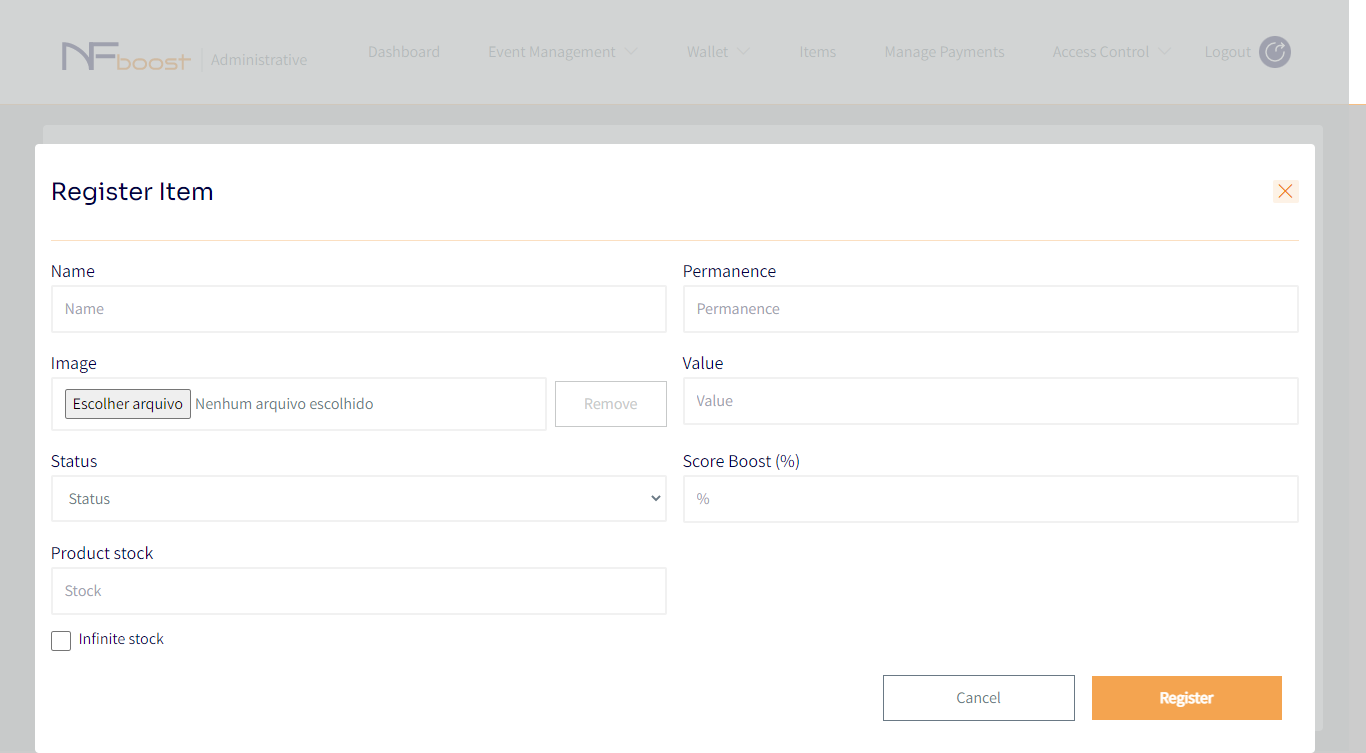 NFboost | Administrative Dashboard Event Management Wallet Items Manage Payments Access Control Logout
Register Item
Name Permanence
Name Permanence
Image Value
Escolher arquivo Nenhum arquivo escolhido Remove Value
Status Score Boost (%)
Status %
Product stock
Stock
Infinite stock
Cancel Register